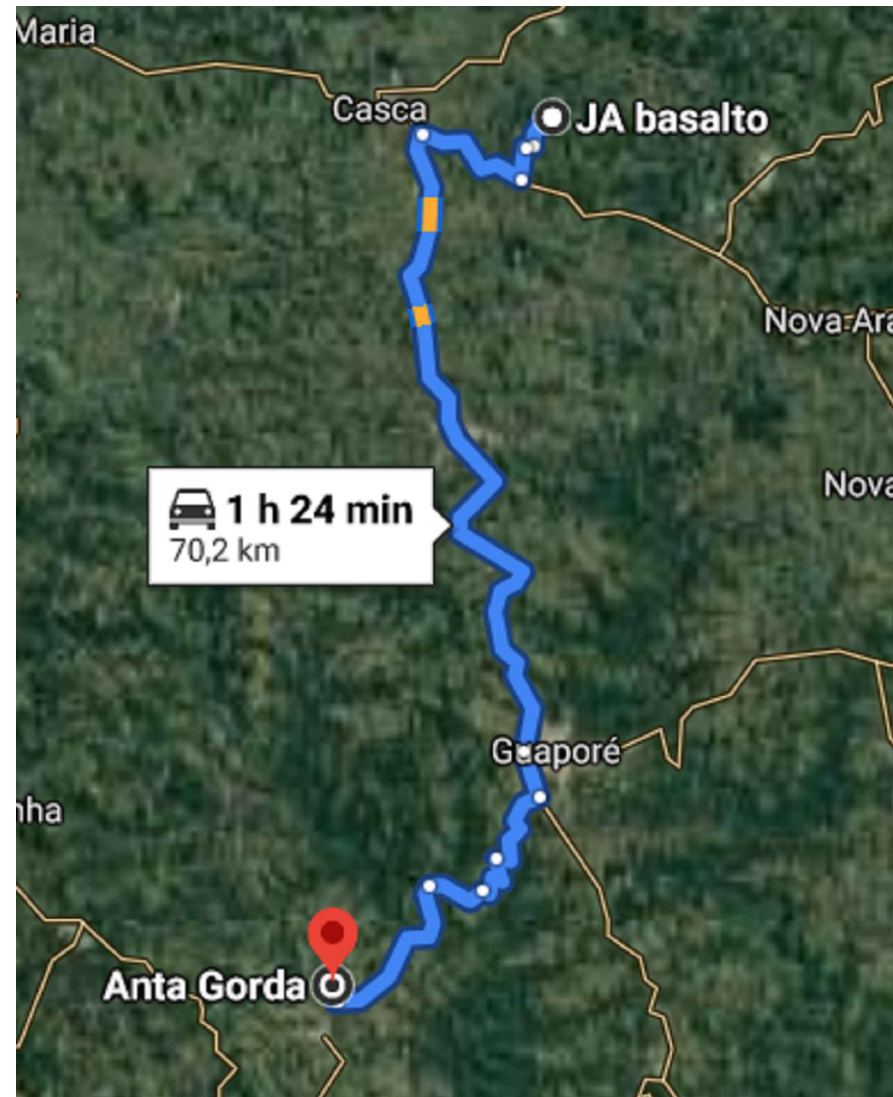 Maria
Casca
JA basalto
Nova Ara
Nova
1 h 24 min
70,2 km
Guaporé
nha
Anta Gorda